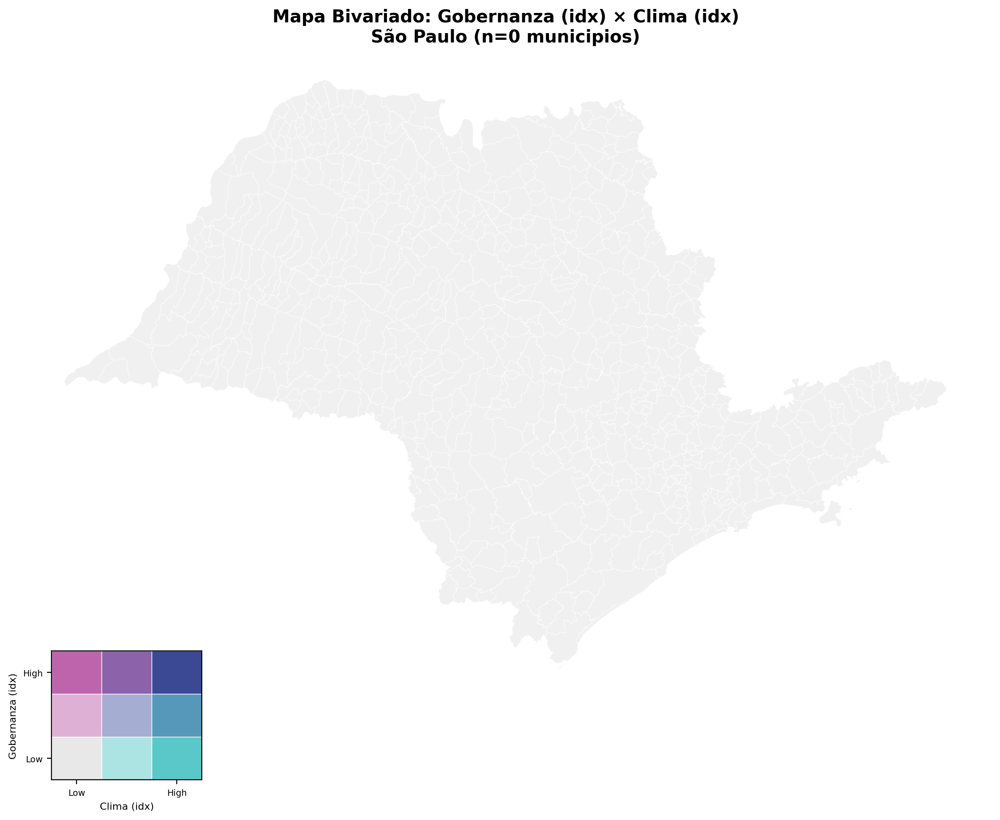 Mapa Bivariado: Gobernanza (idx) × Clima (idx)
São Paulo (n=0 municipios)
High
Gobernanza (idx)
Low
Low
High
Clima (idx)